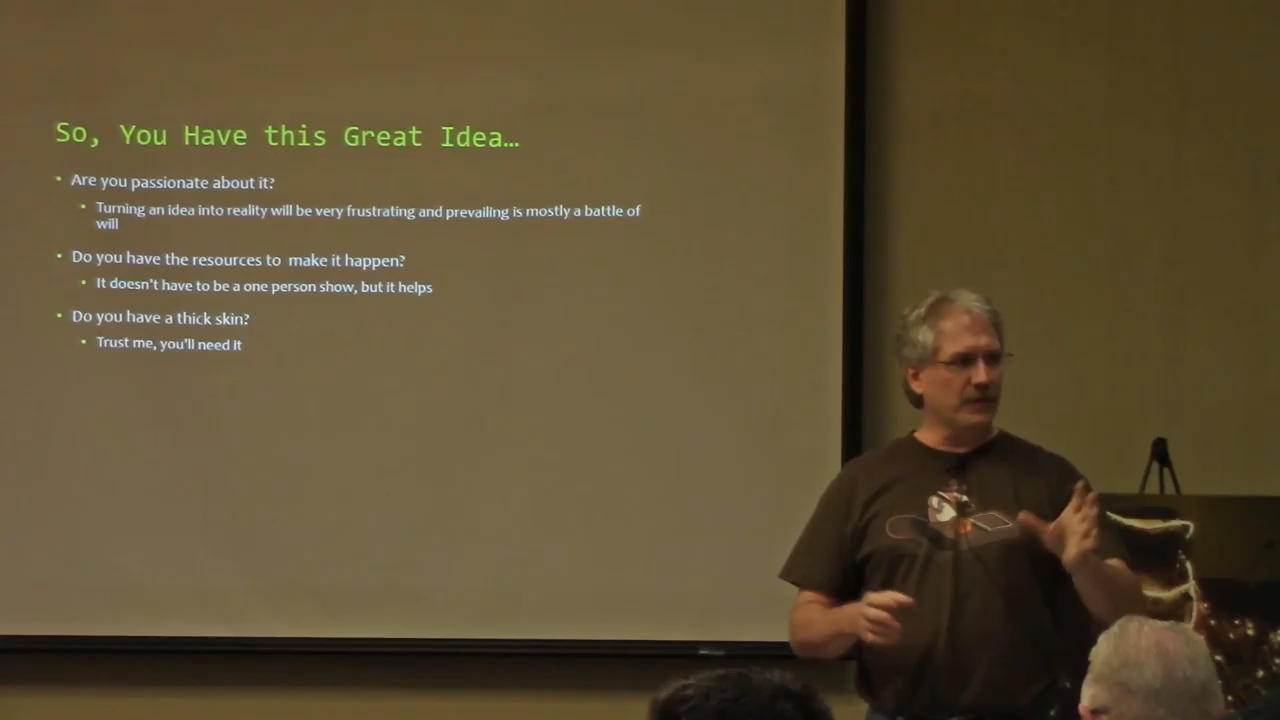 So, You Have this Great Idea…
• Are you passionate about it?
• Turning an idea into reality will be very frustrating and prevailing is mostly a battle of
will
• Do you have the resources to  make it happen?
• It doesn't have to be a one person show, but it helps
• Do you have a thick skin?
• Trust me, you'll need it